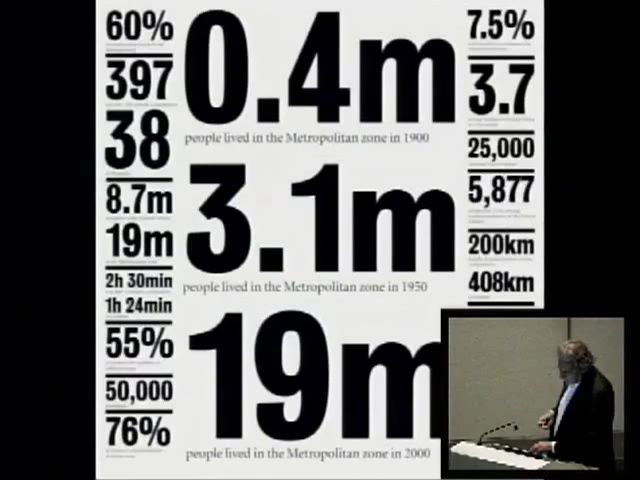 60%
397
38
8.7m
19m
2h 30min
1h 24min
55%
50,000
76%
0.4m
people lived in the Metropolitan zone in 1900
3.1m
people lived in the Metropolitan zone in 1950
19m
people lived in the Metropolitan zone in 2000
7.5%
3.7
25,000
5,877
200km
408km